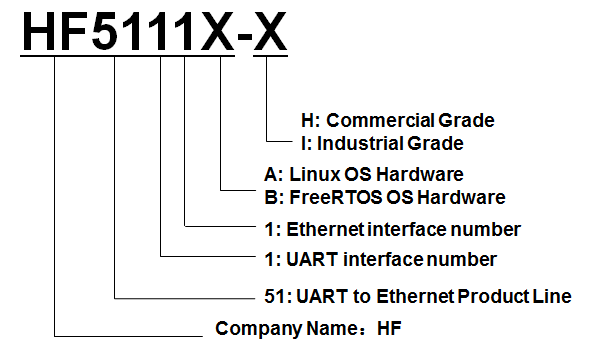 HF5111X-X
H: Commercial Grade
I: Industrial Grade
A: Linux OS Hardware
B: FreeRTOS OS Hardware
1: Ethernet interface number
1: UART interface number
51: UART to Ethernet Product Line
Company Name：HF